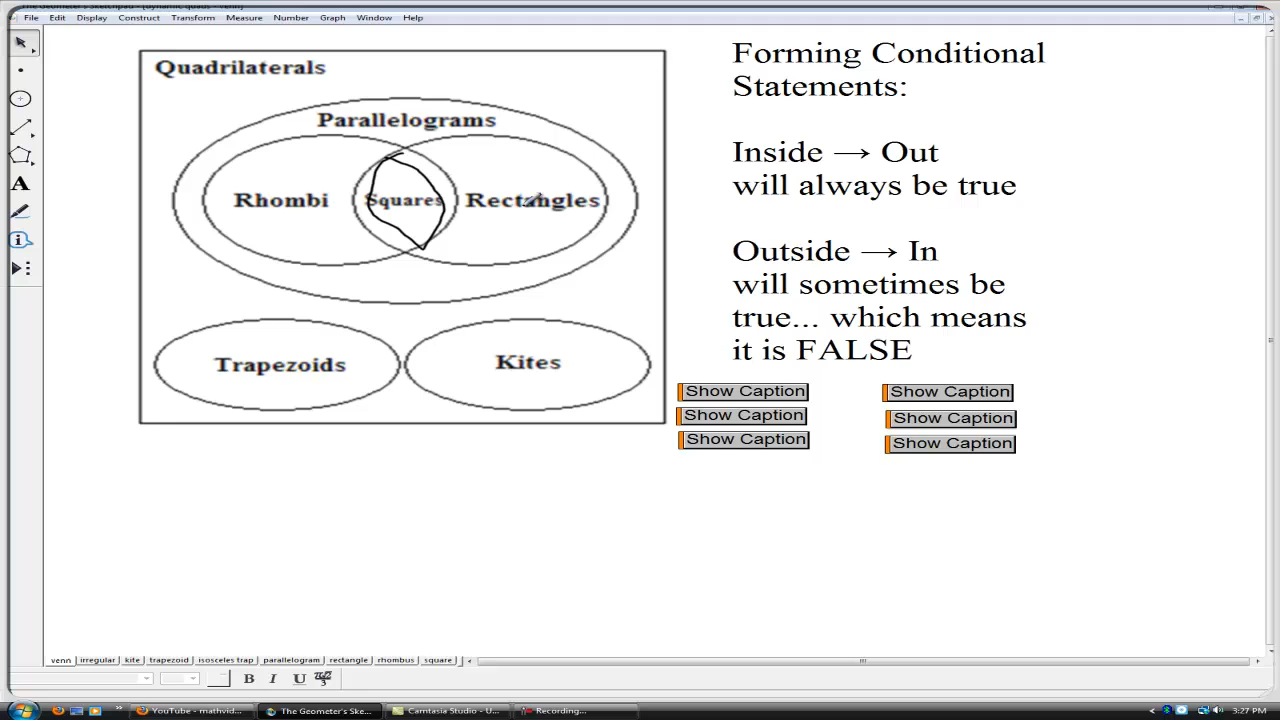 File Edit Display Construct Transform Measure Number Graph Window Help
Quadrilaterals
Parallelograms
Rhombi
Squares
Rectangles
Trapezoids
Kites
Forming Conditional
Statements:
Inside → Out
will always be true
Outside → In
will sometimes be
true... which means
it is FALSE
Show Caption Show Caption
Show Caption Show Caption
Show Caption Show Caption
venn irregular kite trapezoid isosceles trap parallelogram rectangle rhombus square
B I U
YouTube - mathvid... The Geometer's Ske... Camtasia Studio - U... Recording... 3:27 PM